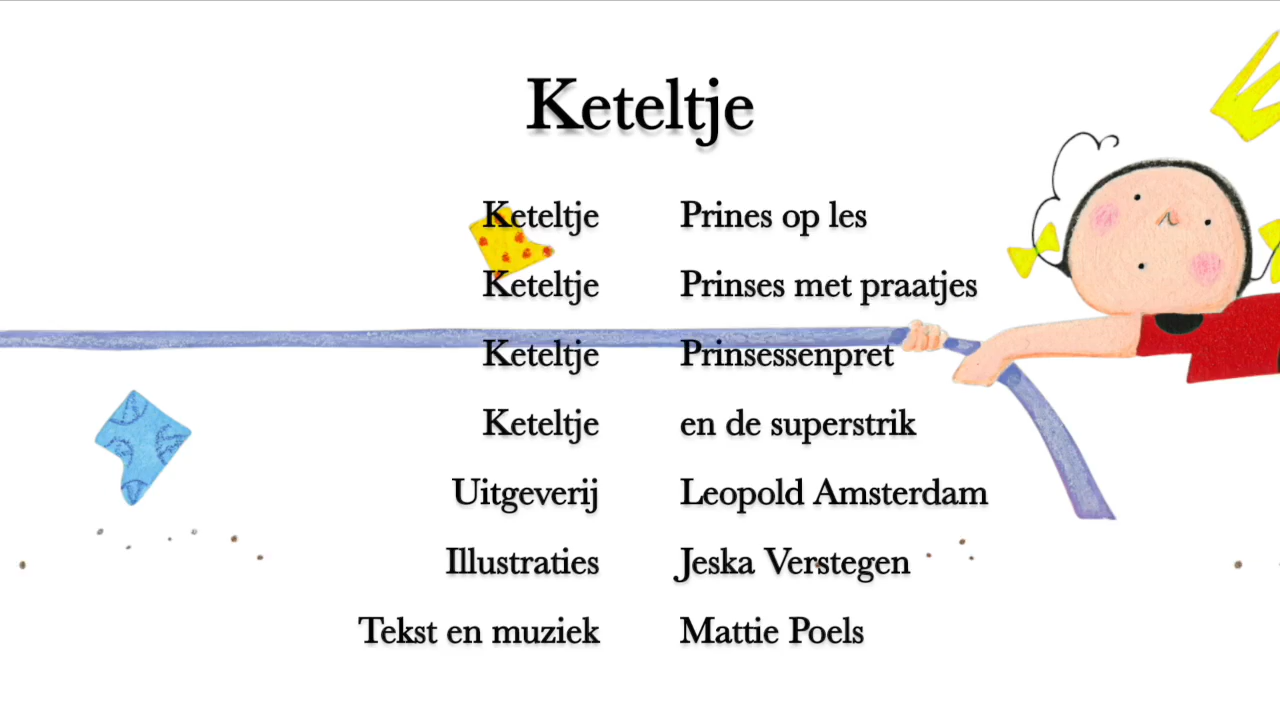 Keteltje
Keteltje Prines op les
Keteltje Prinses met praatjes
Keteltje Prinsessenpret
Keteltje en de superstrik
Uitgeverij Leopold Amsterdam
Illustraties Jeska Verstegen
Tekst en muziek Mattie Poels